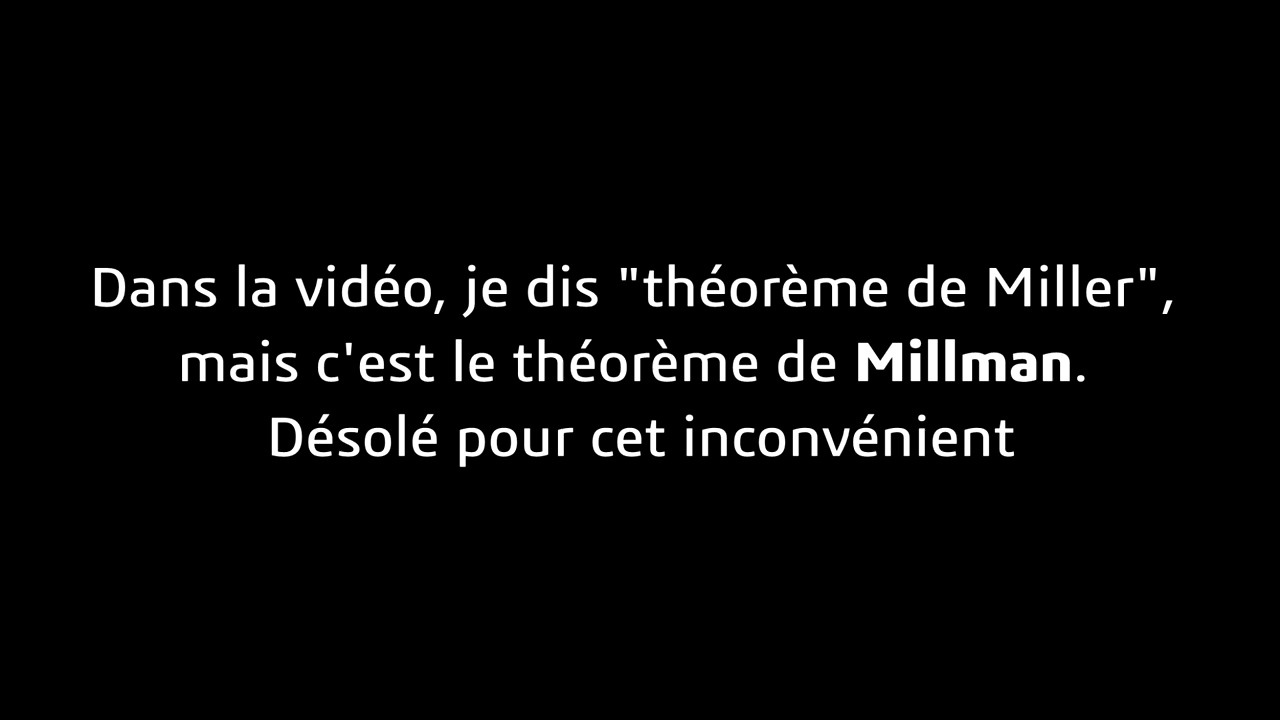 Dans la vidéo, je dis "théorème de Miller",
mais c'est le théorème de Millman.
Désolé pour cet inconvénient